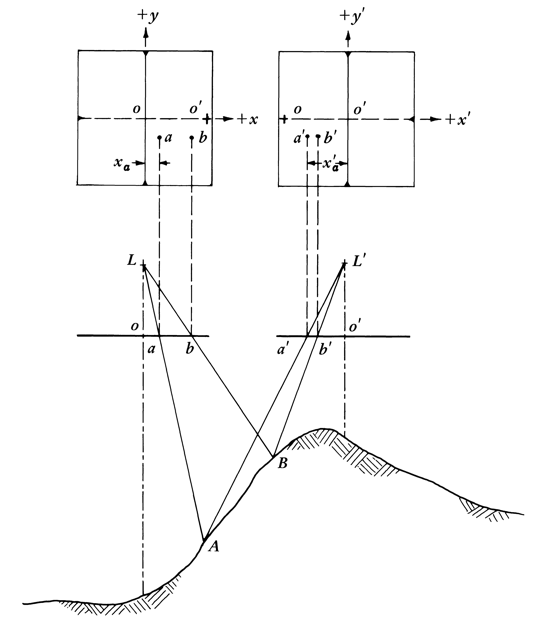 +y
+y′
o o′ +x
o o′ +x′
a b
a′ b′
xa
x′a
L L′
o o′
a b a′ b′
B
A